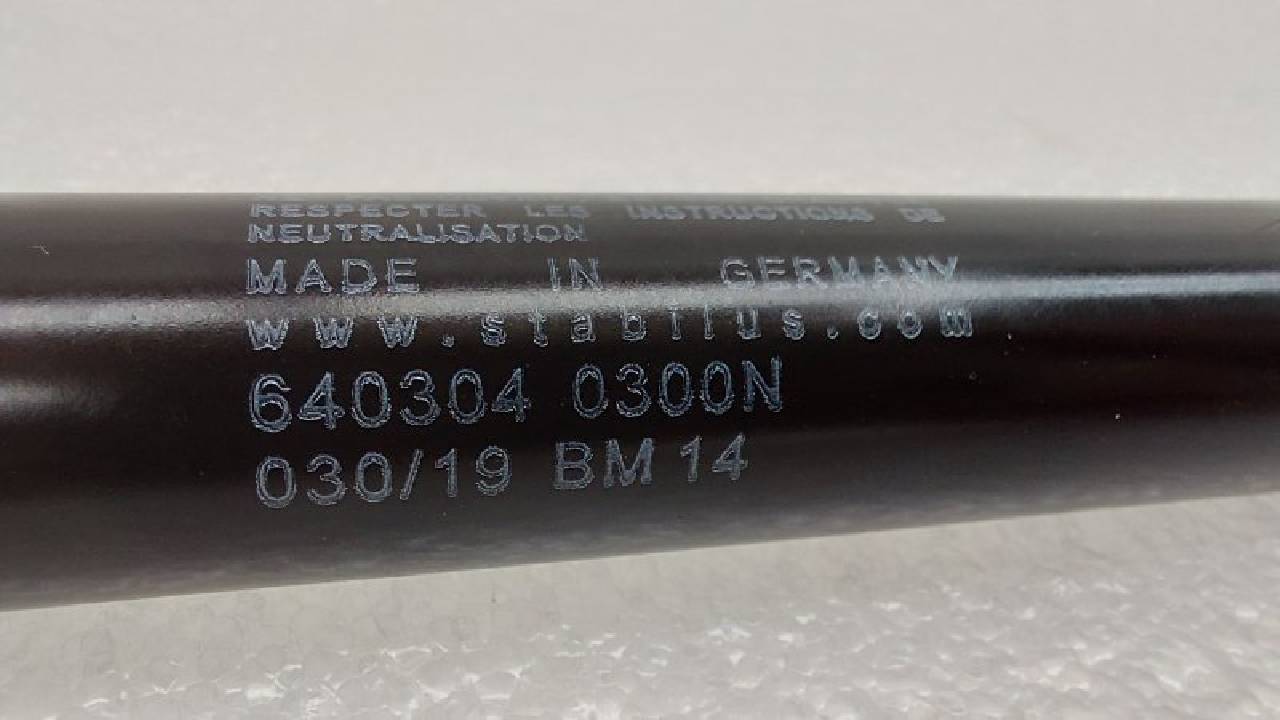 RESPECTER LES INSTRUCTIONS DE
NEUTRALISATION
MADE IN GERMANY
www.stabilus.com
640304 0300N
030/19 BM 14